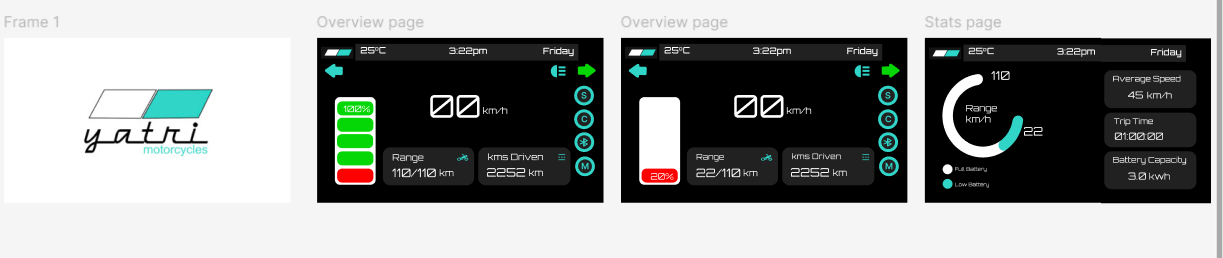 Frame 1
yatri
motorcycles
Overview page
25°C 3:22pm Friday
100%
00 km/h
S
C
M
Range
110/110 km
kms Driven
2252 km
Overview page
25°C 3:22pm Friday
00 km/h
S
C
M
20%
Range
22/110 km
kms Driven
2252 km
Stats page
25°C 3:22pm Friday
110
Range
km/h
22
Full Battery
Low Battery
Average Speed
45 km/h
Trip Time
01:00:00
Battery Capacity
3.0 kwh